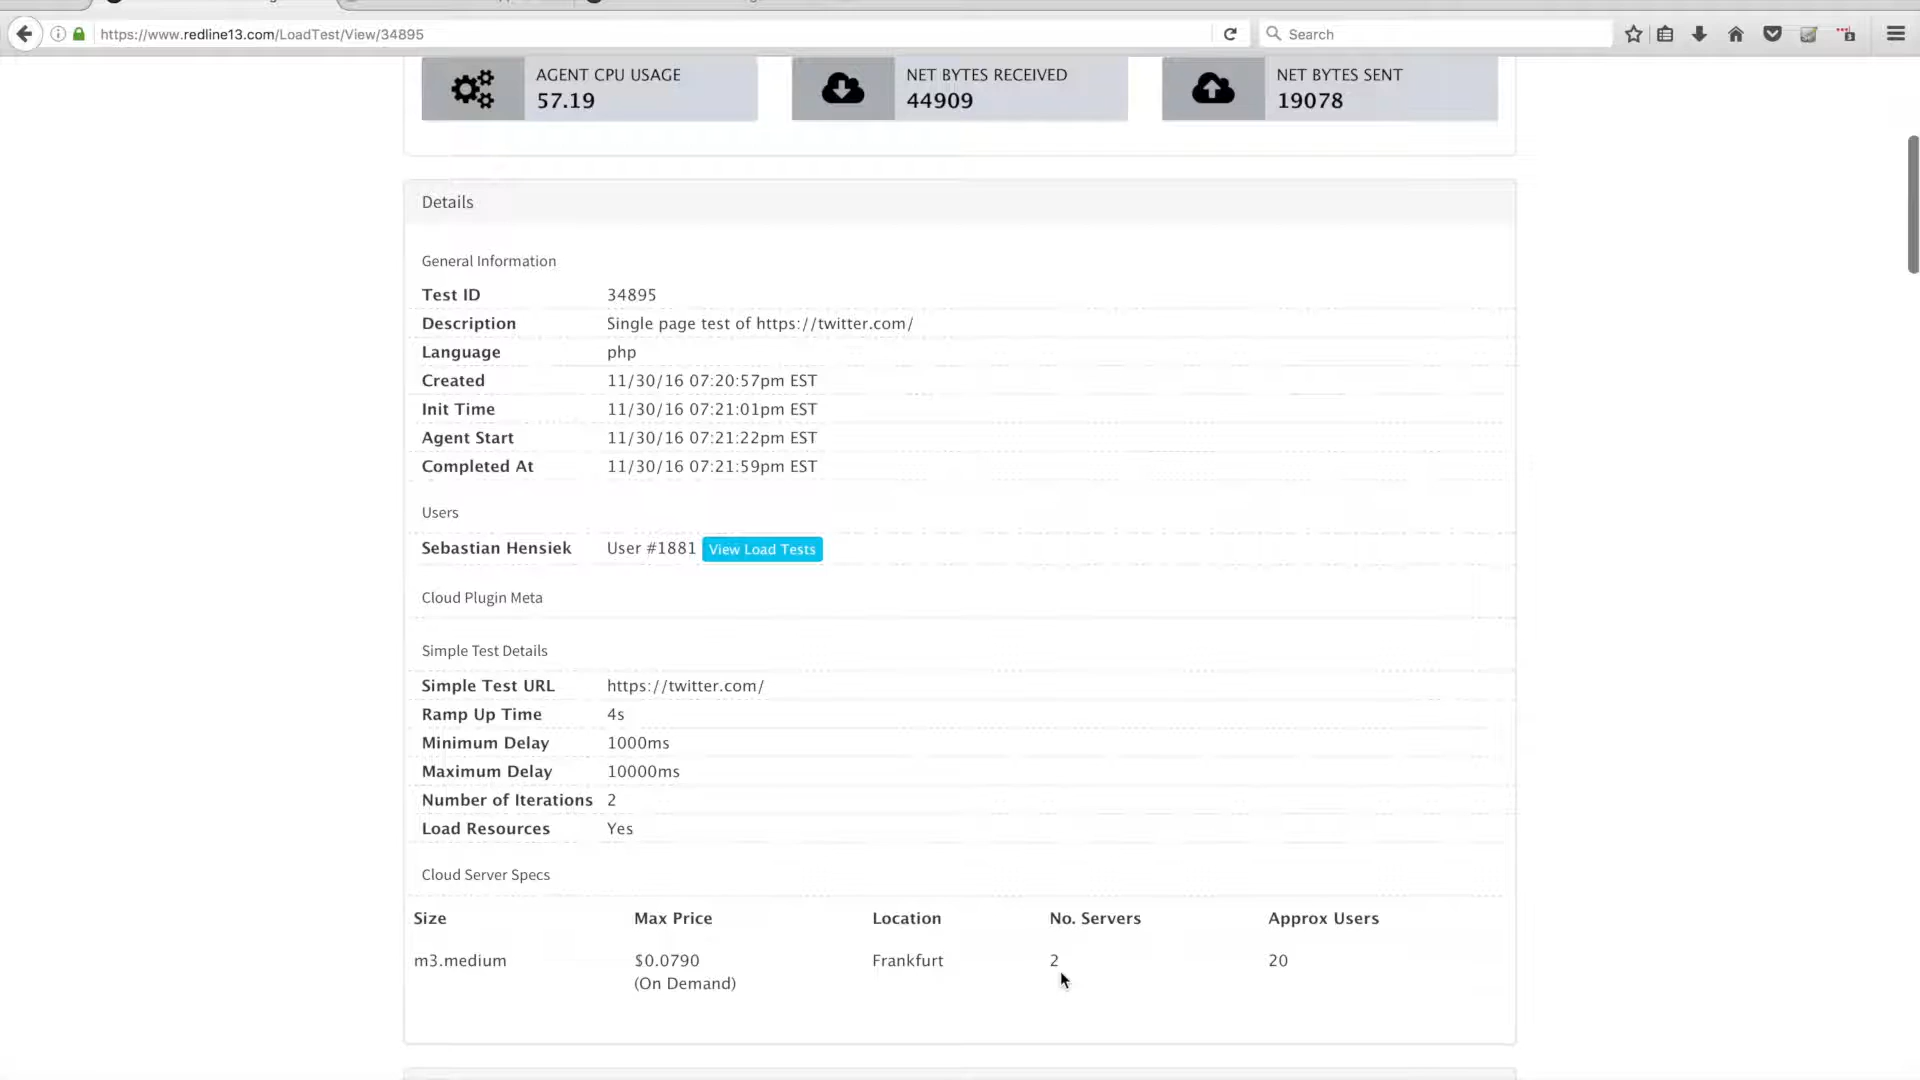 https://www.redline13.com/LoadTest/View/34895
Search
AGENT CPU USAGE
57.19
NET BYTES RECEIVED
44909
NET BYTES SENT
19078
Details
General Information
Test ID 34895
Description Single page test of https://twitter.com/
Language php
Created 11/30/16 07:20:57pm EST
Init Time 11/30/16 07:21:01pm EST
Agent Start 11/30/16 07:21:22pm EST
Completed At 11/30/16 07:21:59pm EST
Users
Sebastian Hensiek User #1881 View Load Tests
Cloud Plugin Meta
Simple Test Details
Simple Test URL https://twitter.com/
Ramp Up Time 4s
Minimum Delay 1000ms
Maximum Delay 10000ms
Number of Iterations 2
Load Resources Yes
Cloud Server Specs
Size Max Price Location No. Servers Approx Users
m3.medium $0.0790 Frankfurt 2 20
(On Demand)